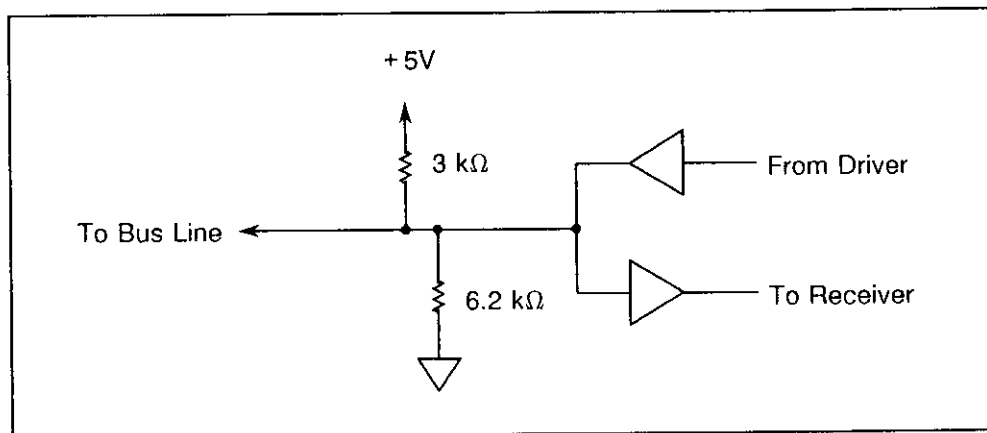 + 5V
3 kΩ
From Driver
To Bus Line
6.2 kΩ
To Receiver